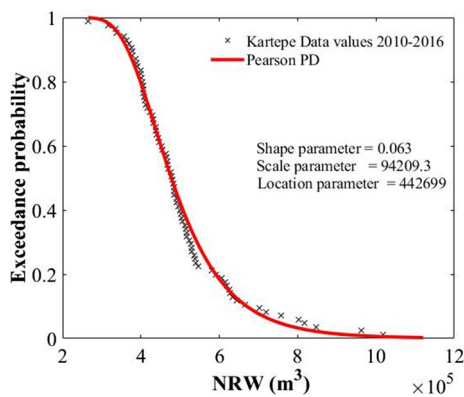 1
0.8
0.6
0.4
0.2
0
Exceedance probability
× Kartepe Data values 2010-2016
Pearson PD
Shape parameter = 0.063
Scale parameter = 94209.3
Location parameter = 442699
2 4 6 8 10 12
NRW (m³)
×10⁵